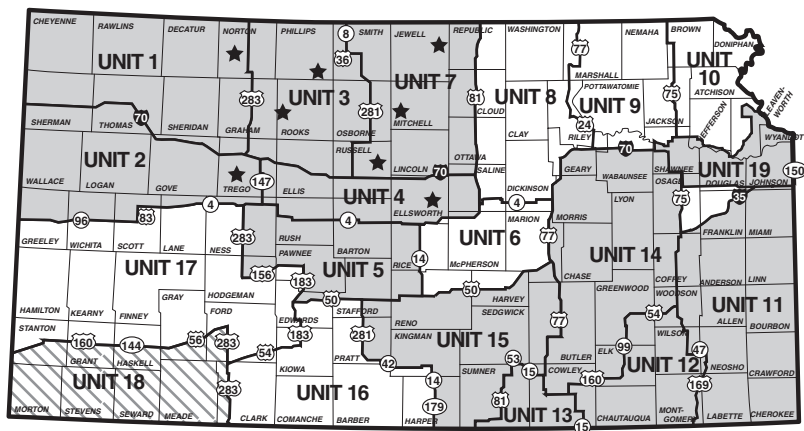 CHEYENNE RAWLINS DECATUR NORTON PHILLIPS 8 SMITH JEWELL REPUBLIC WASHINGTON NEMAHA BROWN
DONIPHAN
UNIT 1 36 77 UNIT 10
MARSHALL
283 UNIT 3 281 UNIT 7 81 UNIT 8 POTTAWATOMIE UNIT 9 75 ATCHISON
CLOUD 24 LEAVEN-WORTH
70 JACKSON JEFFERSON
SHERMAN THOMAS SHERIDAN GRAHAM ROOKS OSBORNE MITCHELL CLAY RILEY WYANDOT
RUSSELL OTTAWA 70
UNIT 2 147 LINCOLN 70 SALINE GEARY WABAUNSEE SHAWNEE UNIT 19 150
WALLACE LOGAN GOVE TREGO ELLIS UNIT 4 DICKINSON OSAGE DOUGLAS JOHNSON
ELLSWORTH 4 LYON 75 35
96 83 4 4 MARION MORRIS
GREELEY WICHITA SCOTT LANE NESS 283 RUSH BARTON RICE 14 UNIT 6 77 UNIT 14 FRANKLIN MIAMI
PAWNEE McPHERSON
UNIT 17 156 183 UNIT 5 CHASE COFFEY ANDERSON LINN
HODGEMAN 50 50 GREENWOOD WOODSON
HAMILTON KEARNY FINNEY GRAY FORD EDWARDS STAFFORD HARVEY 54 UNIT 11
STANTON RENO SEDGWICK ALLEN BOURBON
160 144 56 283 183 281 KINGMAN UNIT 15 77 WILSON
GRANT HASKELL 54 PRATT 53 BUTLER ELK 99 UNIT 12 47 NEOSHO
UNIT 18 KIOWA 42 SUMNER 15 COWLEY 160 169 CRAWFORD
283 UNIT 16 14 81
MORTON STEVENS SEWARD MEADE CLARK COMANCHE BARBER 179 HARPER UNIT 13 CHAUTAUQUA MONT-GOMERY LABETTE CHEROKEE
15